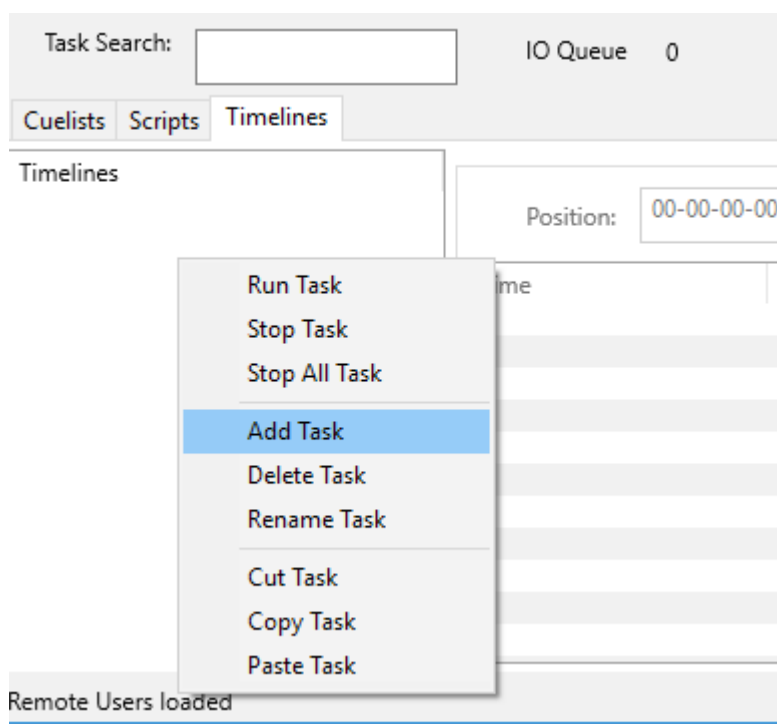 Task Search:
IO Queue 0
Cuelists Scripts Timelines
Timelines
Position: 00-00-00-00
Run Task
Stop Task
Stop All Task
Add Task
Delete Task
Rename Task
Cut Task
Copy Task
Paste Task
Remote Users loaded